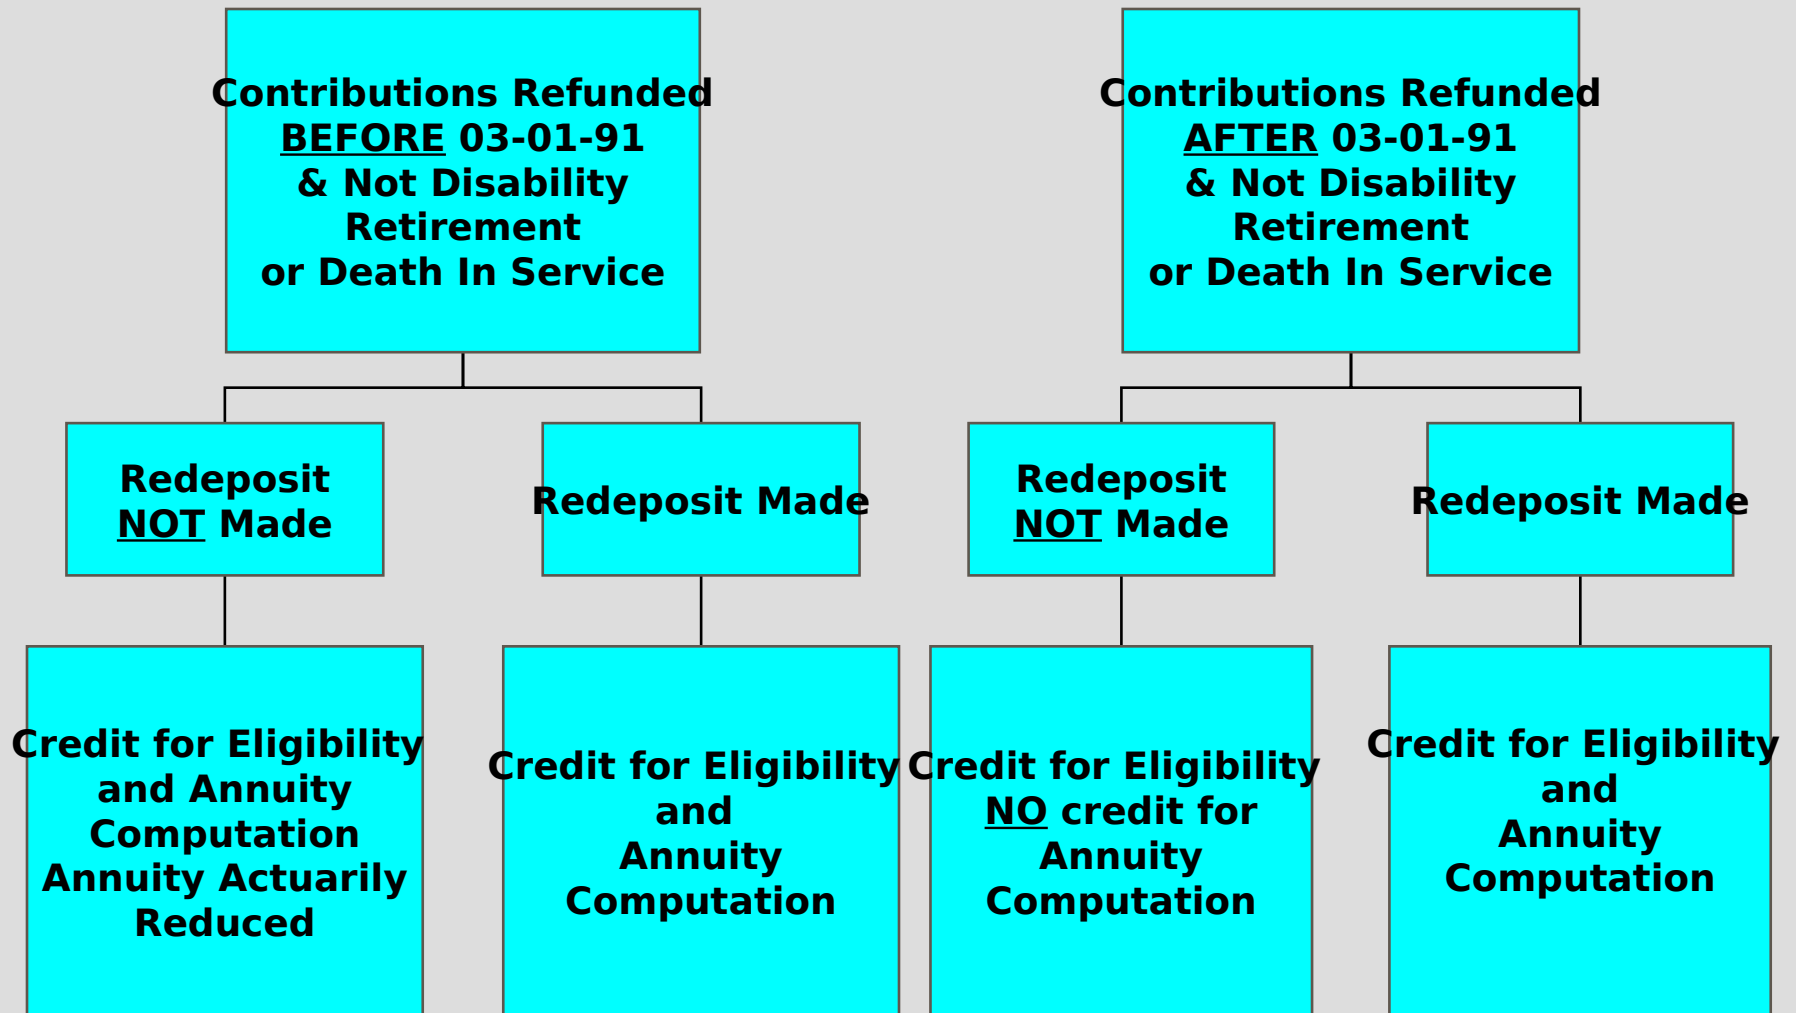 Contributions Refunded
BEFORE 03-01-91
& Not Disability
Retirement
or Death In Service
Contributions Refunded
AFTER 03-01-91
& Not Disability
Retirement
or Death In Service
Redeposit
NOT Made
Redeposit Made
Redeposit
NOT Made
Redeposit Made
Credit for Eligibility
and Annuity
Computation
Annuity Actuarily
Reduced
Credit for Eligibility
and
Annuity
Computation
Credit for Eligibility
NO credit for
Annuity
Computation
Credit for Eligibility
and
Annuity
Computation